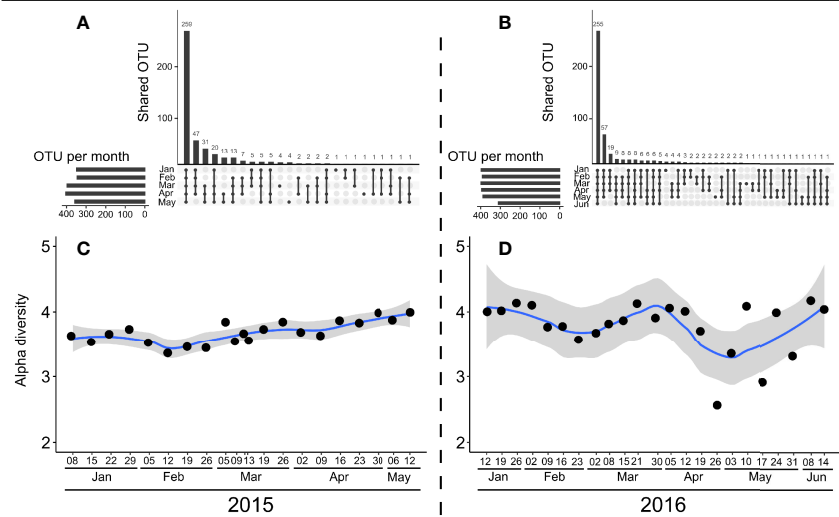 A
B
Shared OTU
200
100
259
47
31
20
13
13
7
5
5
5
4
4
2
2
2
2
1
1
1
1
1
1
1
1
1
OTU per month
Jan
Feb
Mar
Apr
May
400 300 200 100 0
Shared OTU
200
100
255
57
19
OTU per month
Jan
Feb
Mar
Apr
May
Jun
400 300 200 100 0
C
D
Alpha diversity
5
4
3
2
08 15 22 29 05 12 19 26 05 09 13 19 26 02 09 16 23 30 06 12
Jan Feb Mar Apr May
2015
5
4
3
2
12 19 26 02 09 16 23 02 08 15 21 30 05 12 19 26 03 10 17 24 31 08 14
Jan Feb Mar Apr May Jun
2016